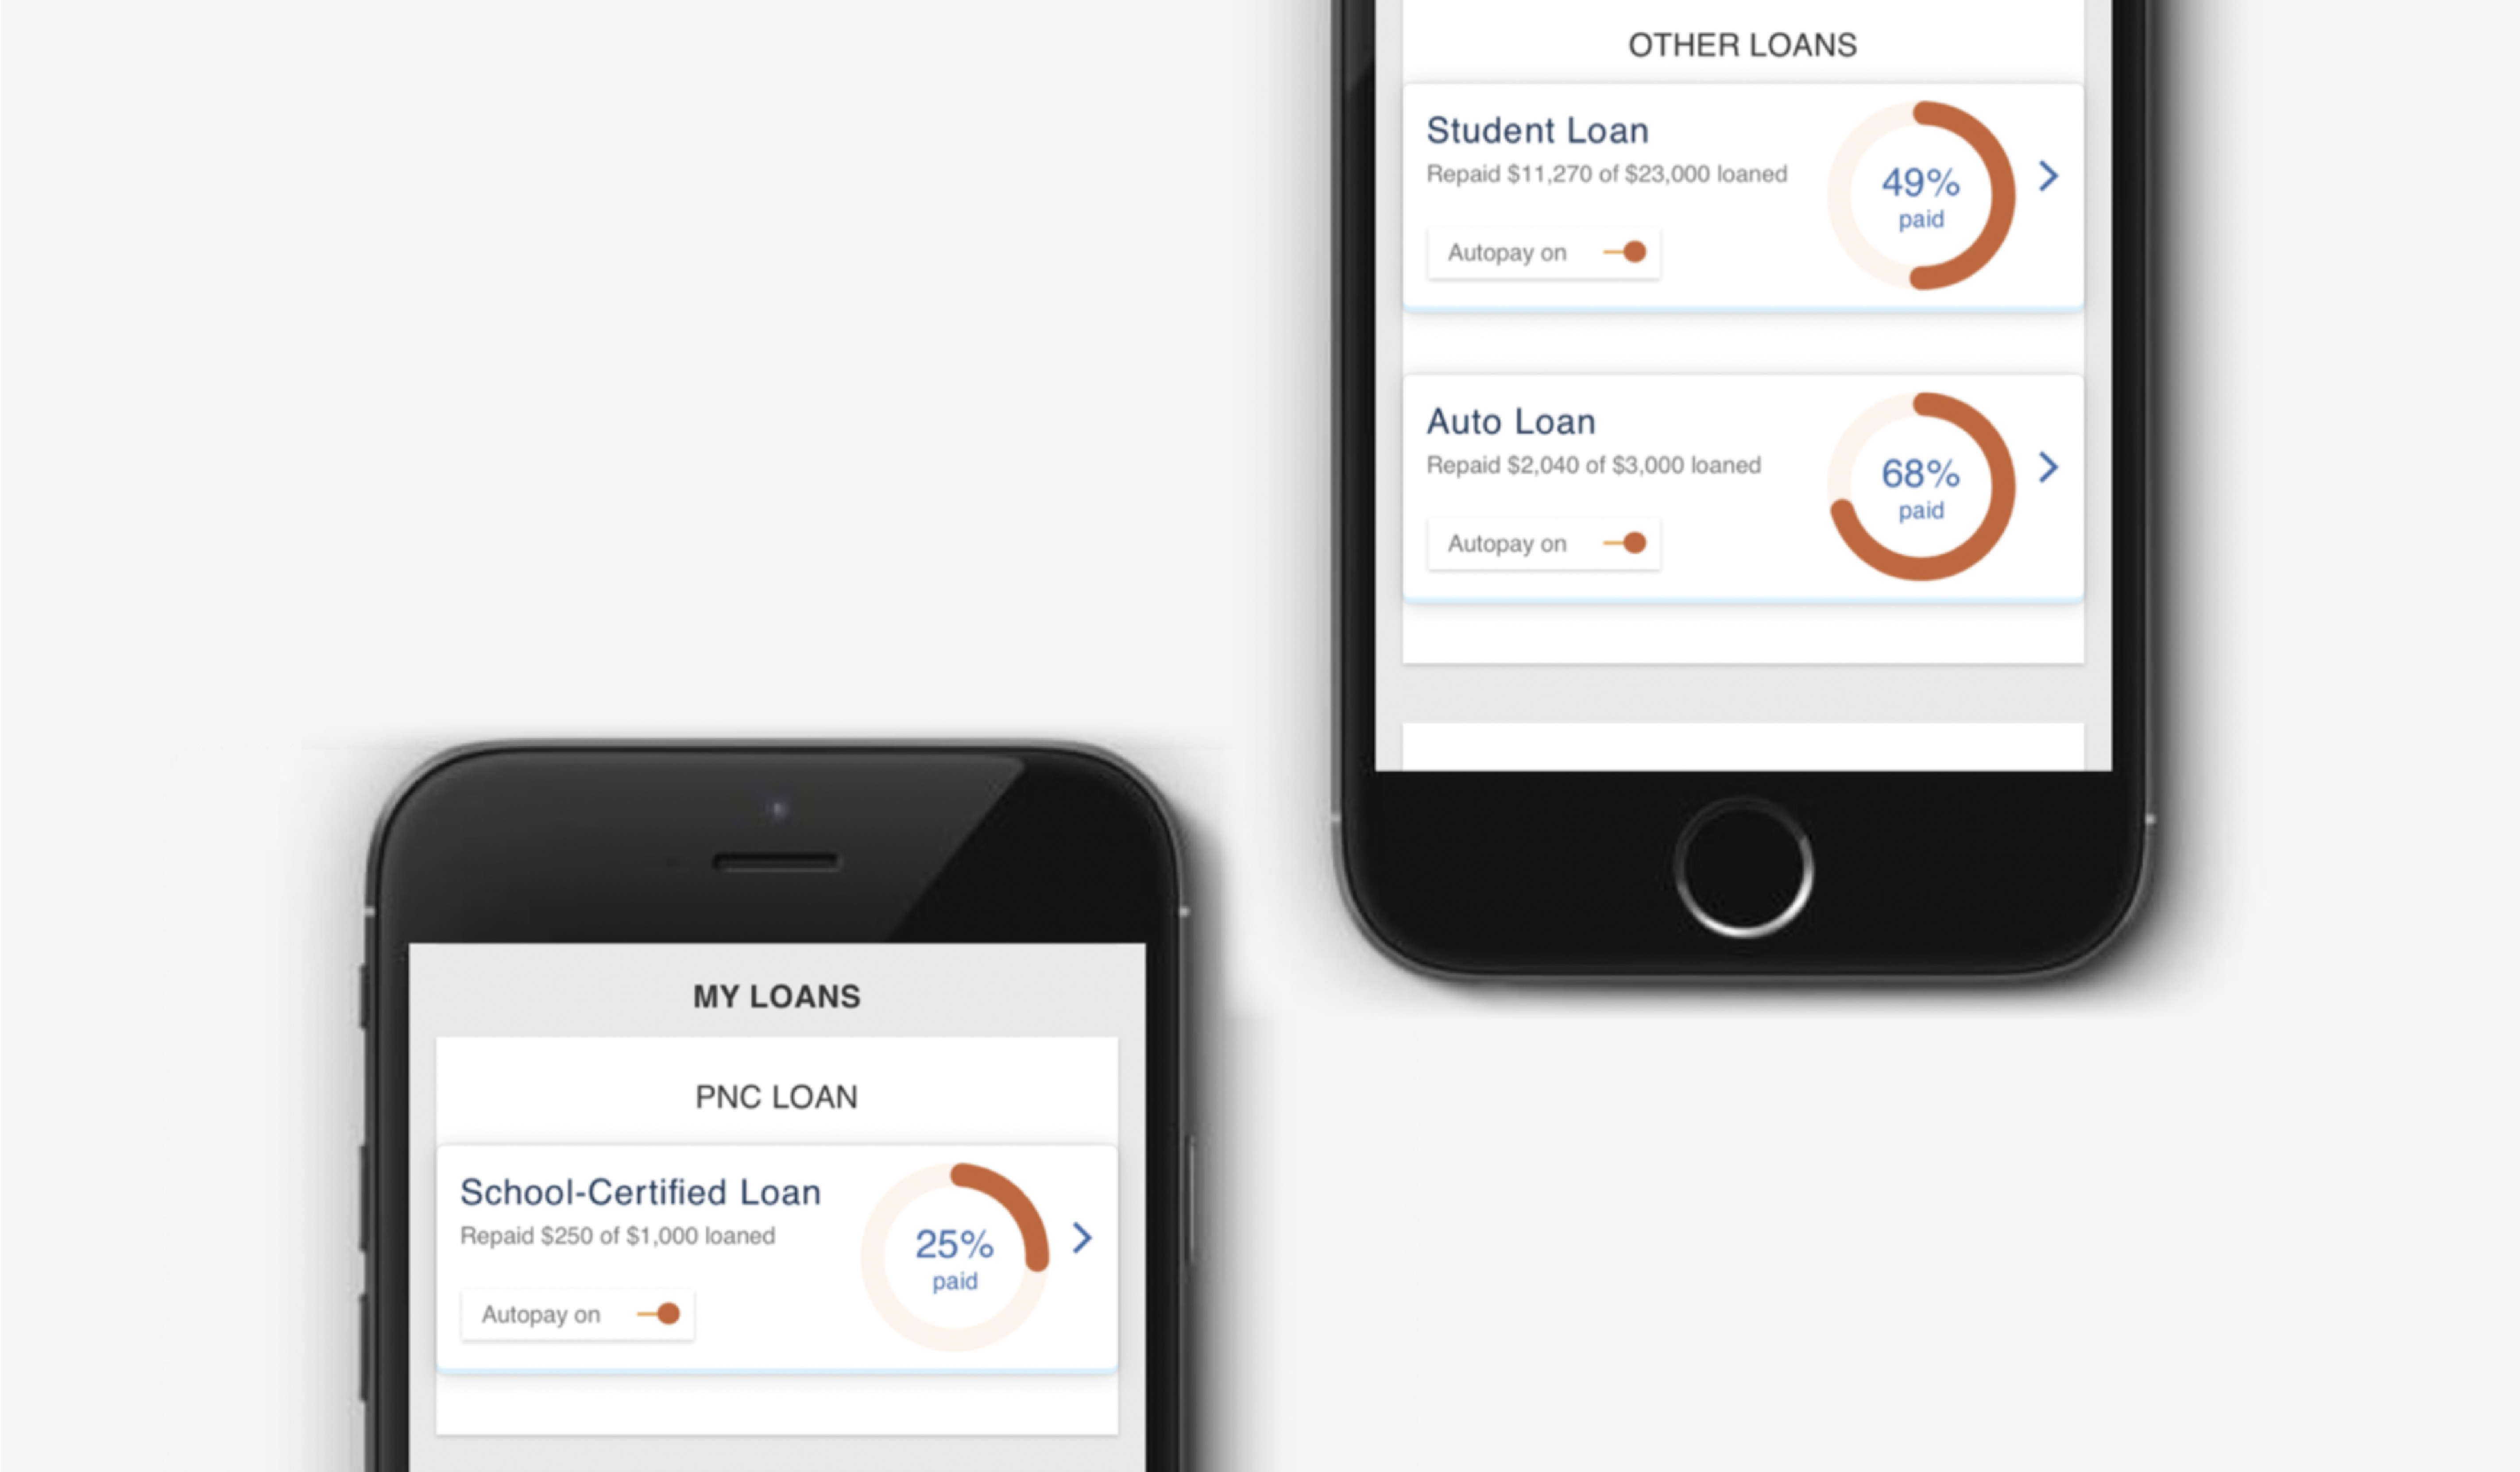 OTHER LOANS
Student Loan
Repaid $11,270 of $23,000 loaned
49%
paid
Autopay on
Auto Loan
Repaid $2,040 of $3,000 loaned
68%
paid
Autopay on
MY LOANS
PNC LOAN
School-Certified Loan
Repaid $250 of $1,000 loaned
25%
paid
Autopay on